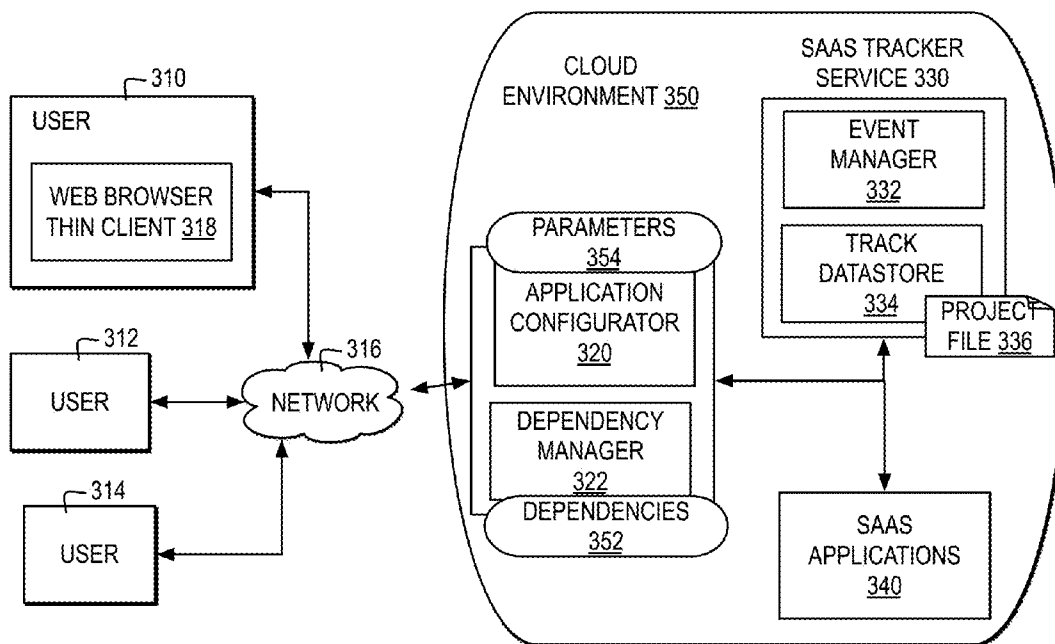 310
USER
WEB BROWSER
THIN CLIENT 318
312
USER
314
USER
316
NETWORK
CLOUD
ENVIRONMENT 350
PARAMETERS
354
APPLICATION
CONFIGURATOR
320
DEPENDENCY
MANAGER
322
DEPENDENCIES
352
SAAS TRACKER
SERVICE 330
EVENT
MANAGER
332
TRACK
DATASTORE
334
PROJECT
FILE 336
SAAS
APPLICATIONS
340